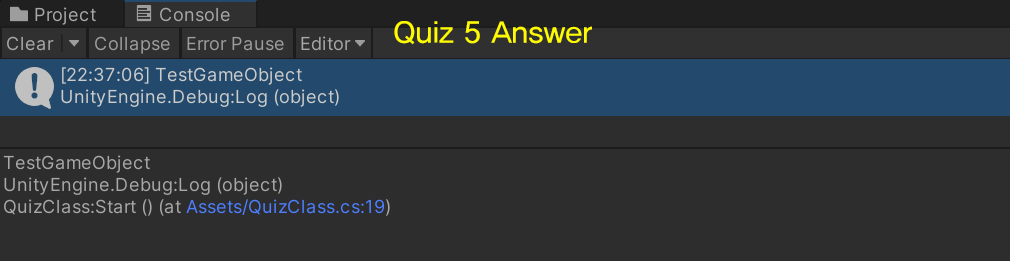 Project Console
Clear Collapse Error Pause Editor
Quiz 5 Answer
[22:37:06] TestGameObject
UnityEngine.Debug:Log (object)
TestGameObject
UnityEngine.Debug:Log (object)
QuizClass:Start () (at Assets/QuizClass.cs:19)